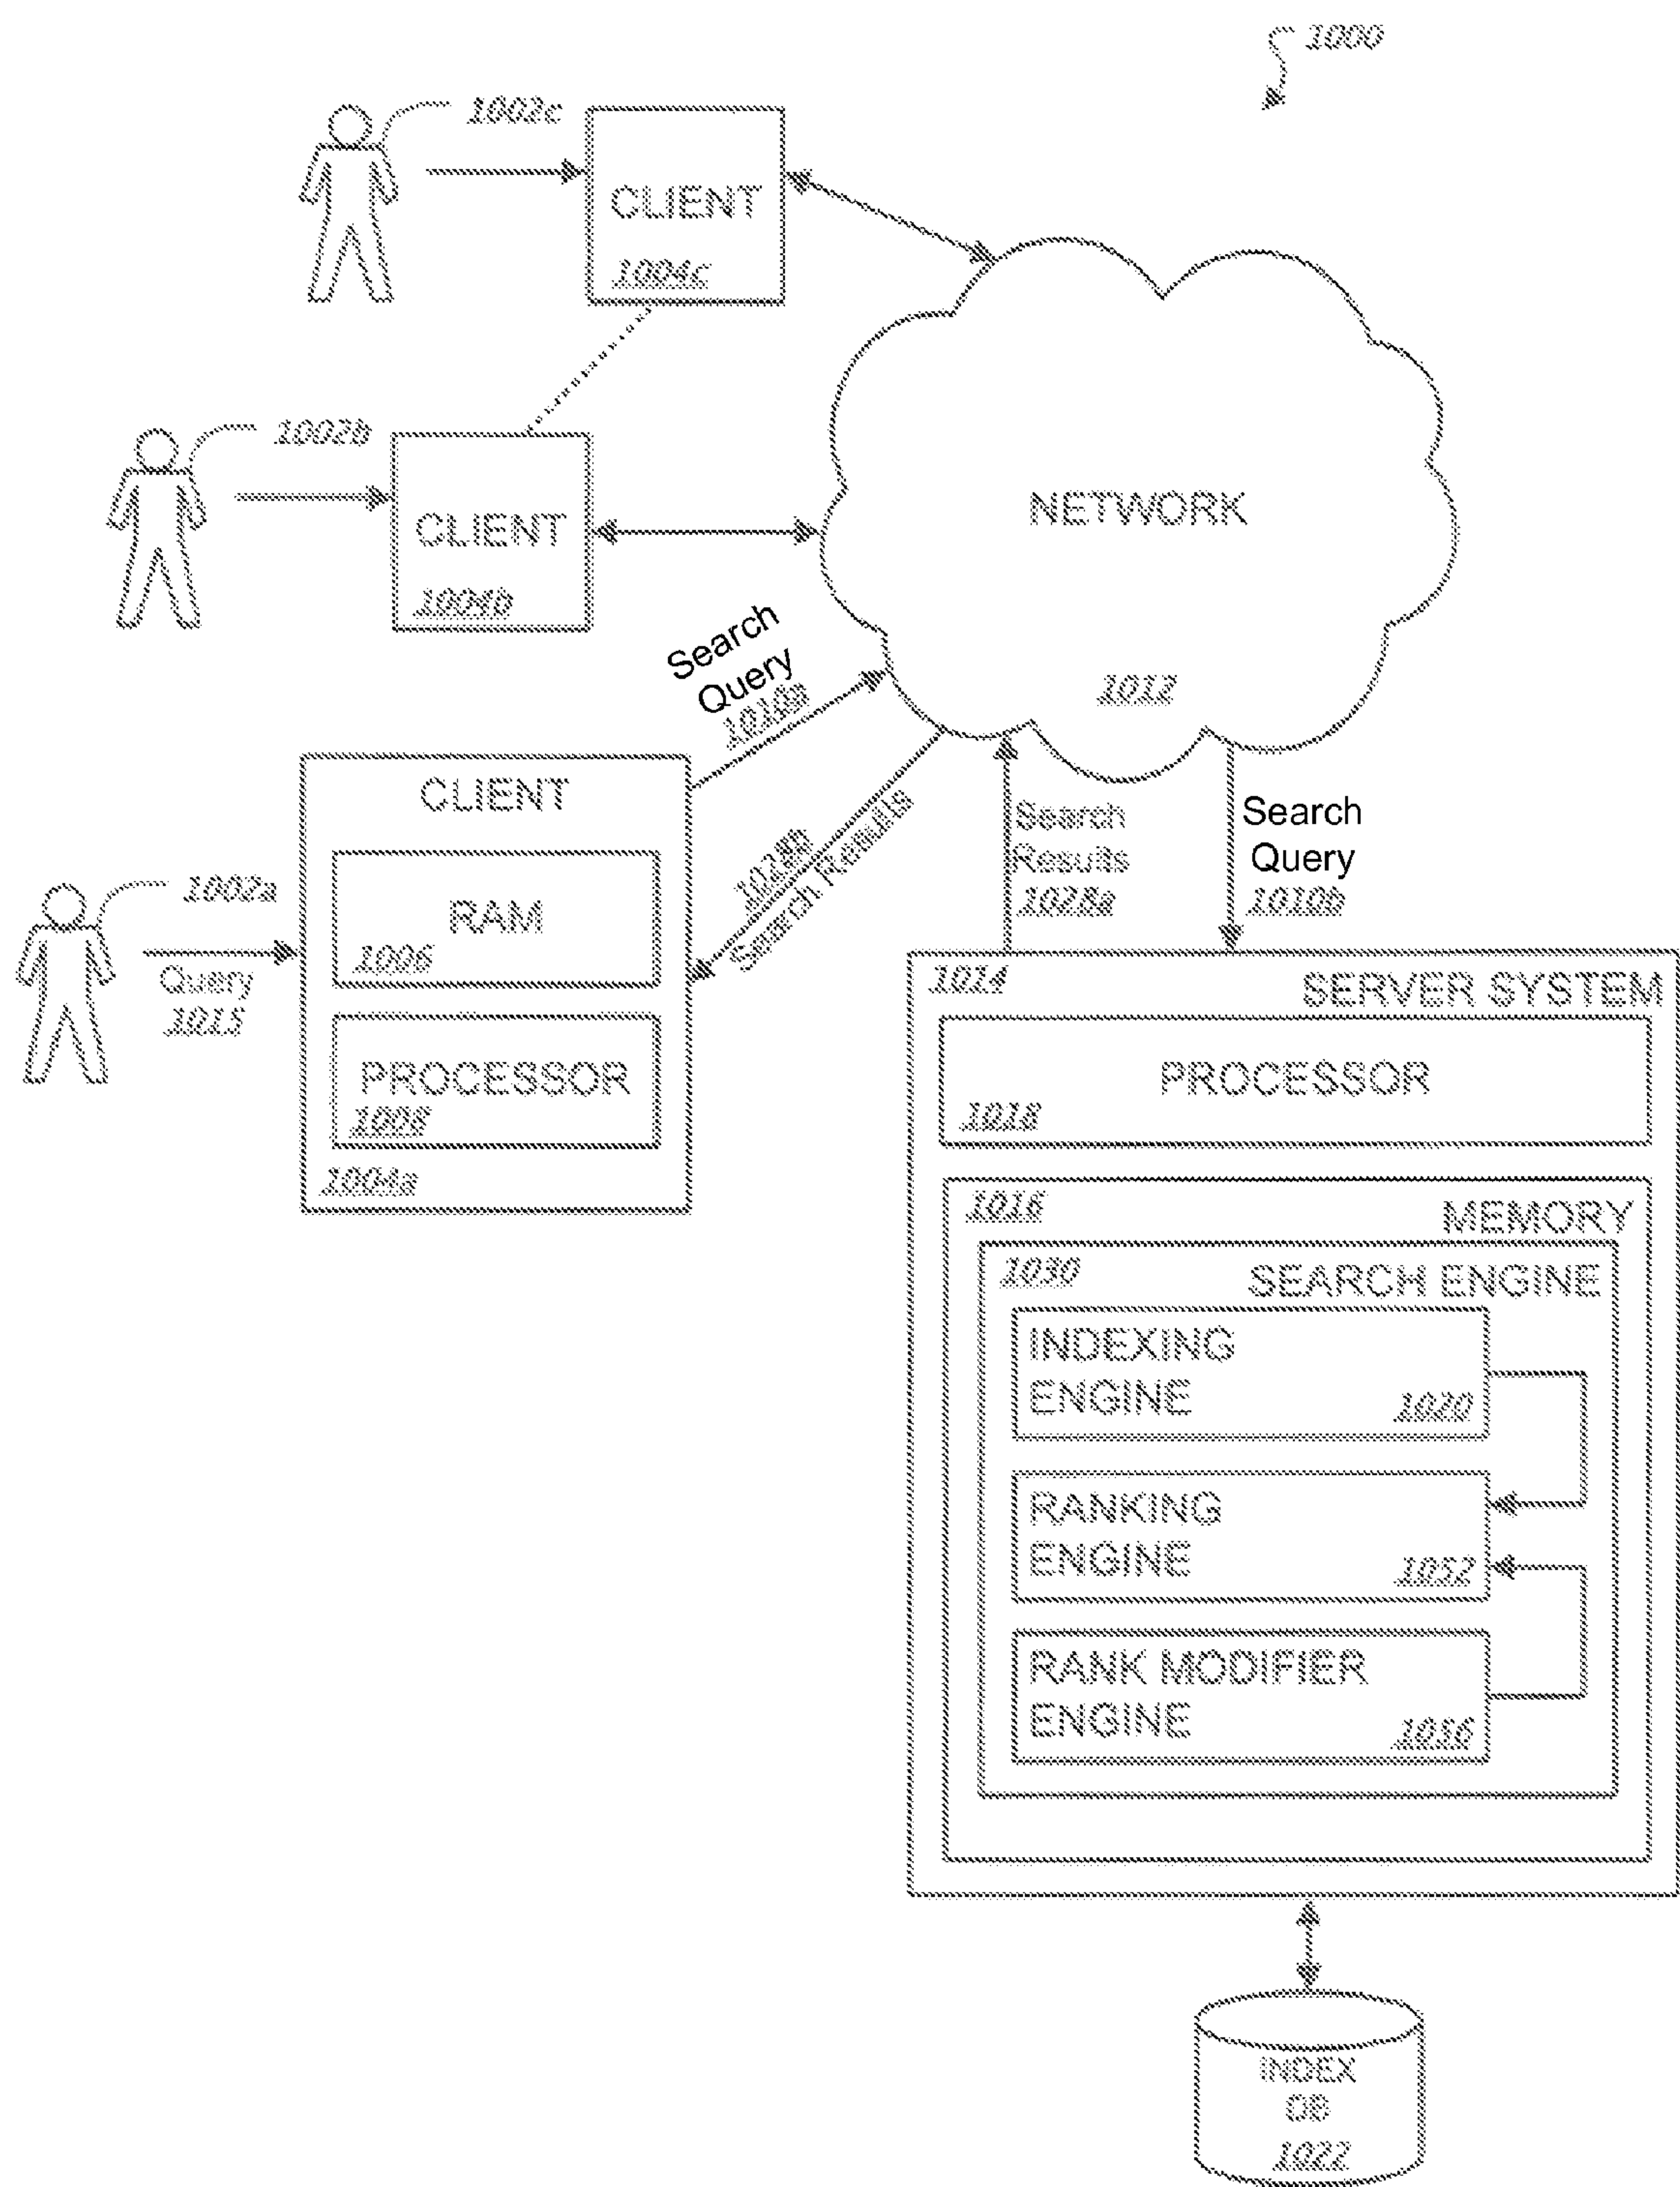 1000
1002c
CLIENT
1004c
1002b
CLIENT
1004b
NETWORK
1012
Search
Query
1010a
CLIENT
RAM
1006
PROCESSOR
1008
1004a
1002a
Query
1015
1028b
Search Results
Search
Results
1028a
Search
Query
1010b
1014
SERVER SYSTEM
PROCESSOR
1018
1016
MEMORY
1030
SEARCH ENGINE
INDEXING
ENGINE
1020
RANKING
ENGINE
1052
RANK MODIFIER
ENGINE
1056
INDEX
DB
1022